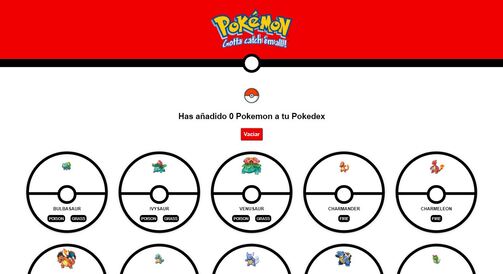 POKéMON
Gotta catch 'em all!
Has añadido 0 Pokemon a tu Pokedex
Vaciar
BULBASAUR
POISON GRASS
IVYSAUR
POISON GRASS
VENUSAUR
POISON GRASS
CHARMANDER
FIRE
CHARMELEON
FIRE